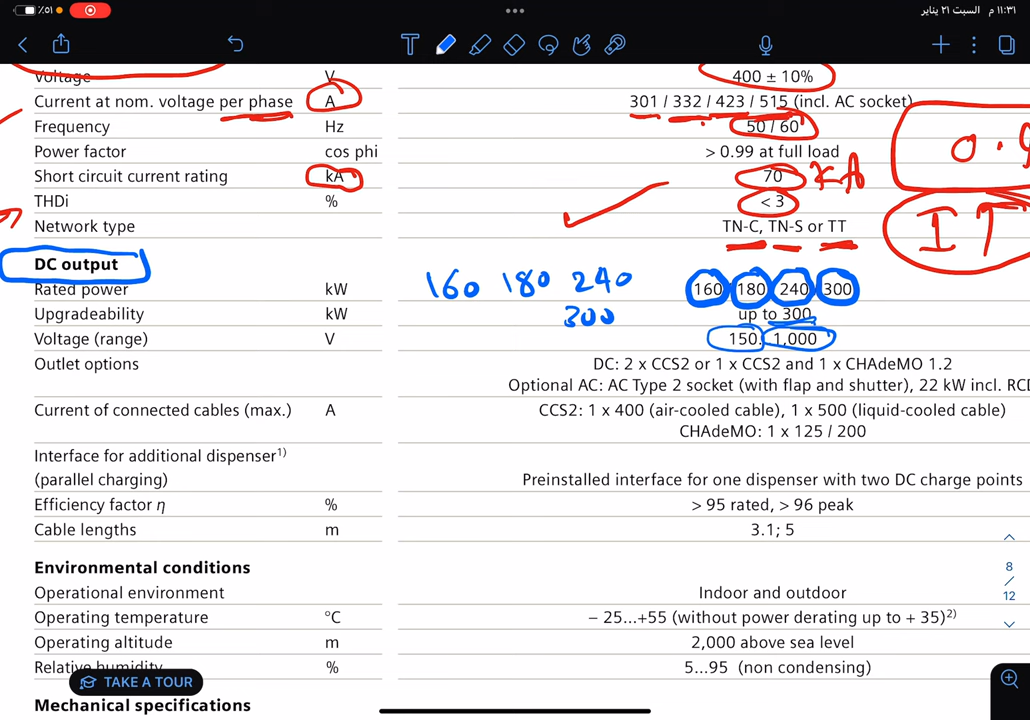 ٥١٪
١١:٣١ م السبت ٢١ يناير
Voltage V 400 ± 10%
Current at nom. voltage per phase A 301 / 332 / 423 / 515 (incl. AC socket)
Frequency Hz 50 / 60
Power factor cos phi > 0.99 at full load
Short circuit current rating kA 70 KA
THDi % < 3
Network type TN-C, TN-S or TT
IT
DC output
Rated power kW 160 180 240 160 180 240 300
300
Upgradeability kW up to 300
Voltage (range) V 150. 1,000
Outlet options DC: 2 x CCS2 or 1 x CCS2 and 1 x CHAdeMO 1.2
Optional AC: AC Type 2 socket (with flap and shutter), 22 kW incl.
Current of connected cables (max.) A CCS2: 1 x 400 (air-cooled cable), 1 x 500 (liquid-cooled cable)
CHAdeMO: 1 x 125 / 200
Interface for additional dispenser1)
(parallel charging) Preinstalled interface for one dispenser with two DC charge points
Efficiency factor η % > 95 rated, > 96 peak
Cable lengths m 3.1; 5
Environmental conditions
Operational environment Indoor and outdoor
Operating temperature °C – 25...+55 (without power derating up to + 35)2)
Operating altitude m 2,000 above sea level
Relative humidity % 5...95 (non condensing)
Mechanical specifications
TAKE A TOUR
8
/
12